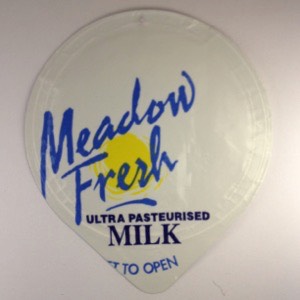 Meadow
Fresh
ULTRA PASTEURISED
MILK
TO OPEN